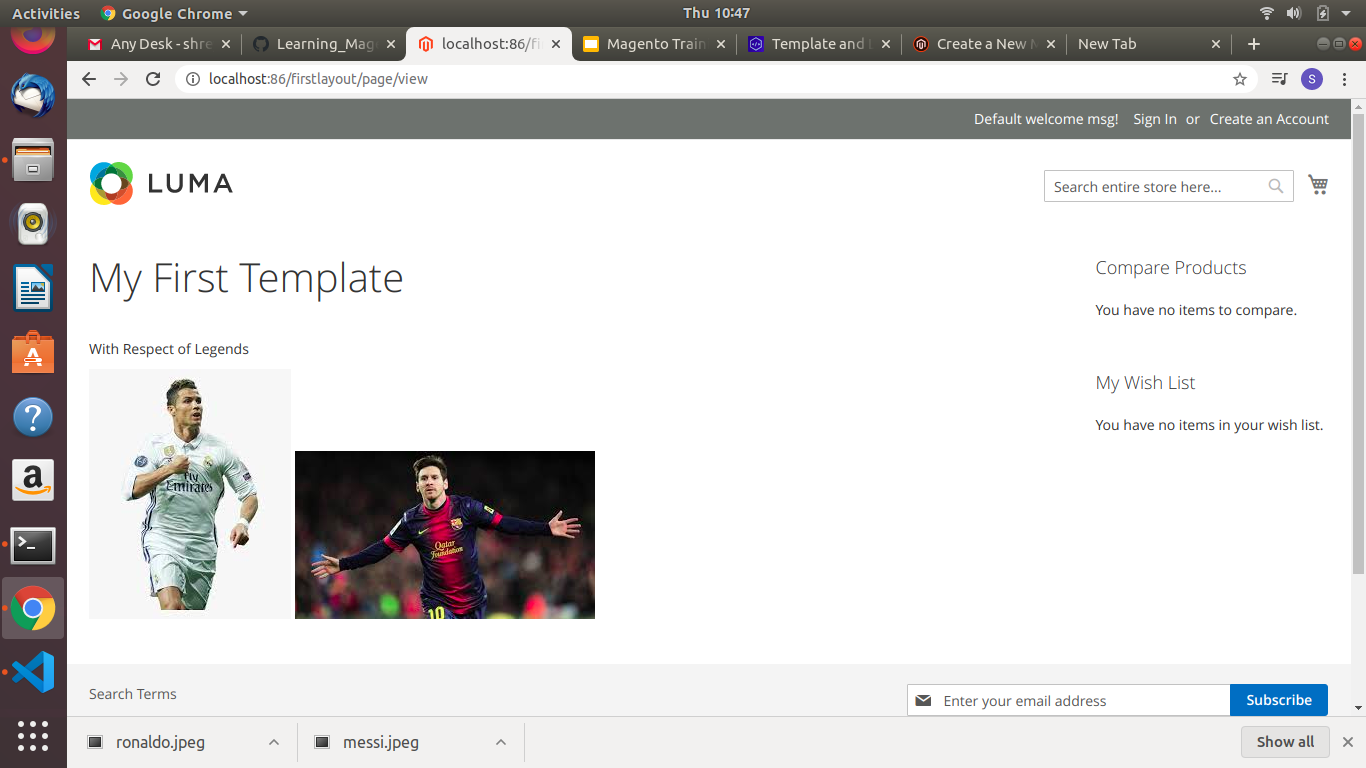 Activities Google Chrome Thu 10:47
Any Desk - shre Learning_Mage localhost:86/fi Magento Train Template and L Create a New M New Tab
localhost:86/firstlayout/page/view S
Default welcome msg! Sign In or Create an Account
LUMA
Search entire store here...
My First Template
Compare Products
You have no items to compare.
With Respect of Legends
My Wish List
You have no items in your wish list.
Fly
Emirates
Qatar
Foundation
10
Search Terms
Enter your email address Subscribe
ronaldo.jpeg messi.jpeg Show all